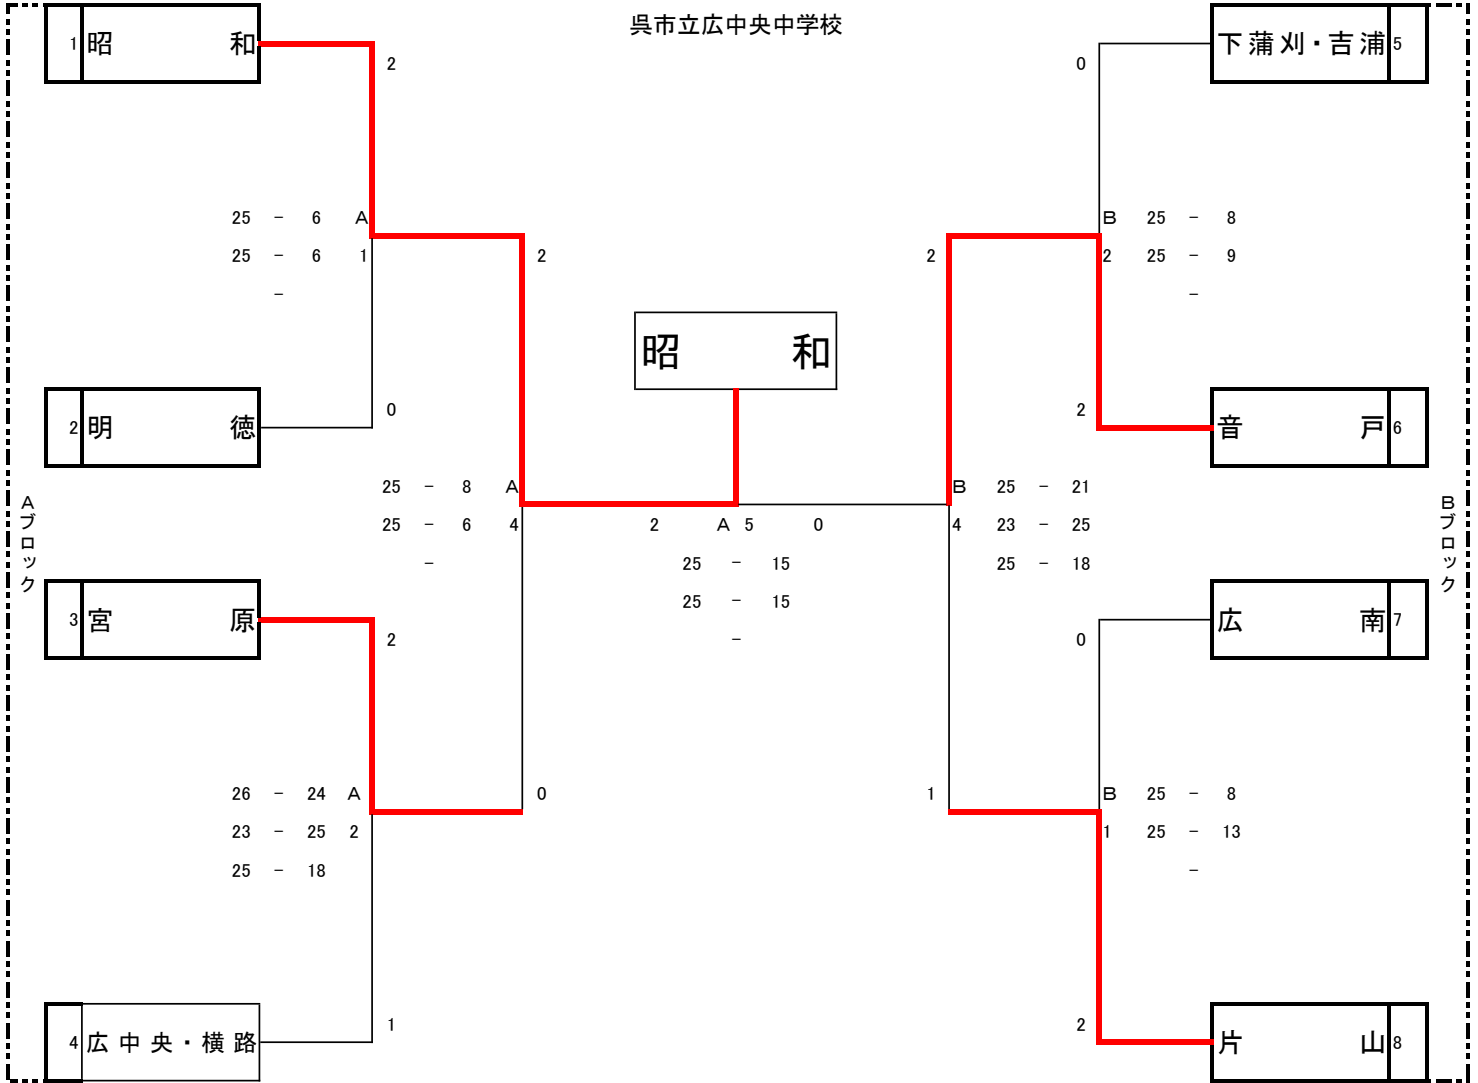 呉市立広中央中学校
1 昭 和
2
下蒲刈・吉浦 5
0
25 - 6 A
25 - 6 1
-
2
B 25 - 8
2 25 - 9
-
2
昭 和
2 明 徳
0
音 戸 6
2
Aブロック
25 - 8 A
25 - 6 4
-
2 A 5 0
25 - 15
25 - 15
-
B 25 - 21
4 23 - 25
25 - 18
Bブロック
3 宮 原
2
広 南 7
0
26 - 24 A
23 - 25 2
25 - 18
0
1
B 25 - 8
1 25 - 13
-
4 広中央・横路
1
片 山 8
2